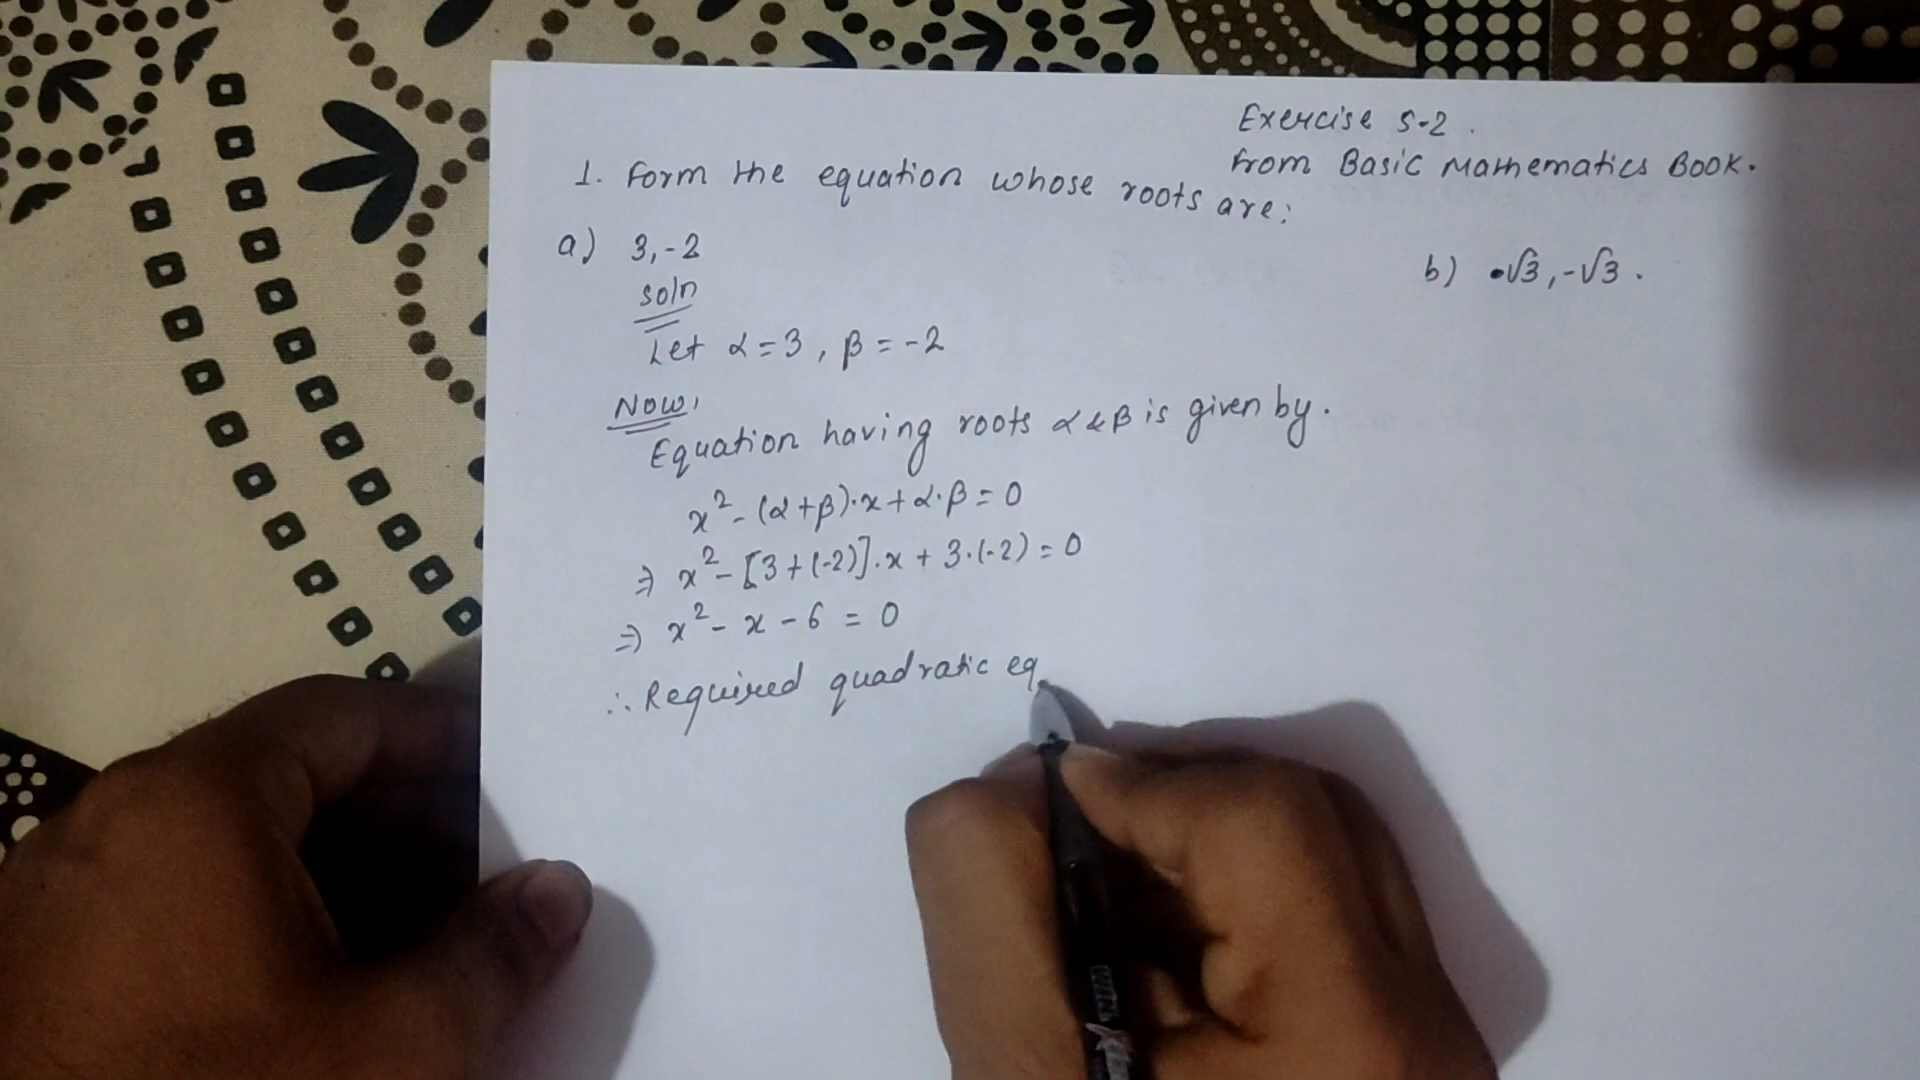 Exercise 5.2.
from Basic Mathematics Book.
1. Form the equation whose roots are:
a) 3, -2
soln
Let α = 3, β = -2
Now,
Equation having roots α & β is given by.
x² - (α + β)·x + α·β = 0
⇒ x² - [3 + (-2)]·x + 3·(-2) = 0
⇒ x² - x - 6 = 0
∴ Required quadratic eq
b) √3, -√3.